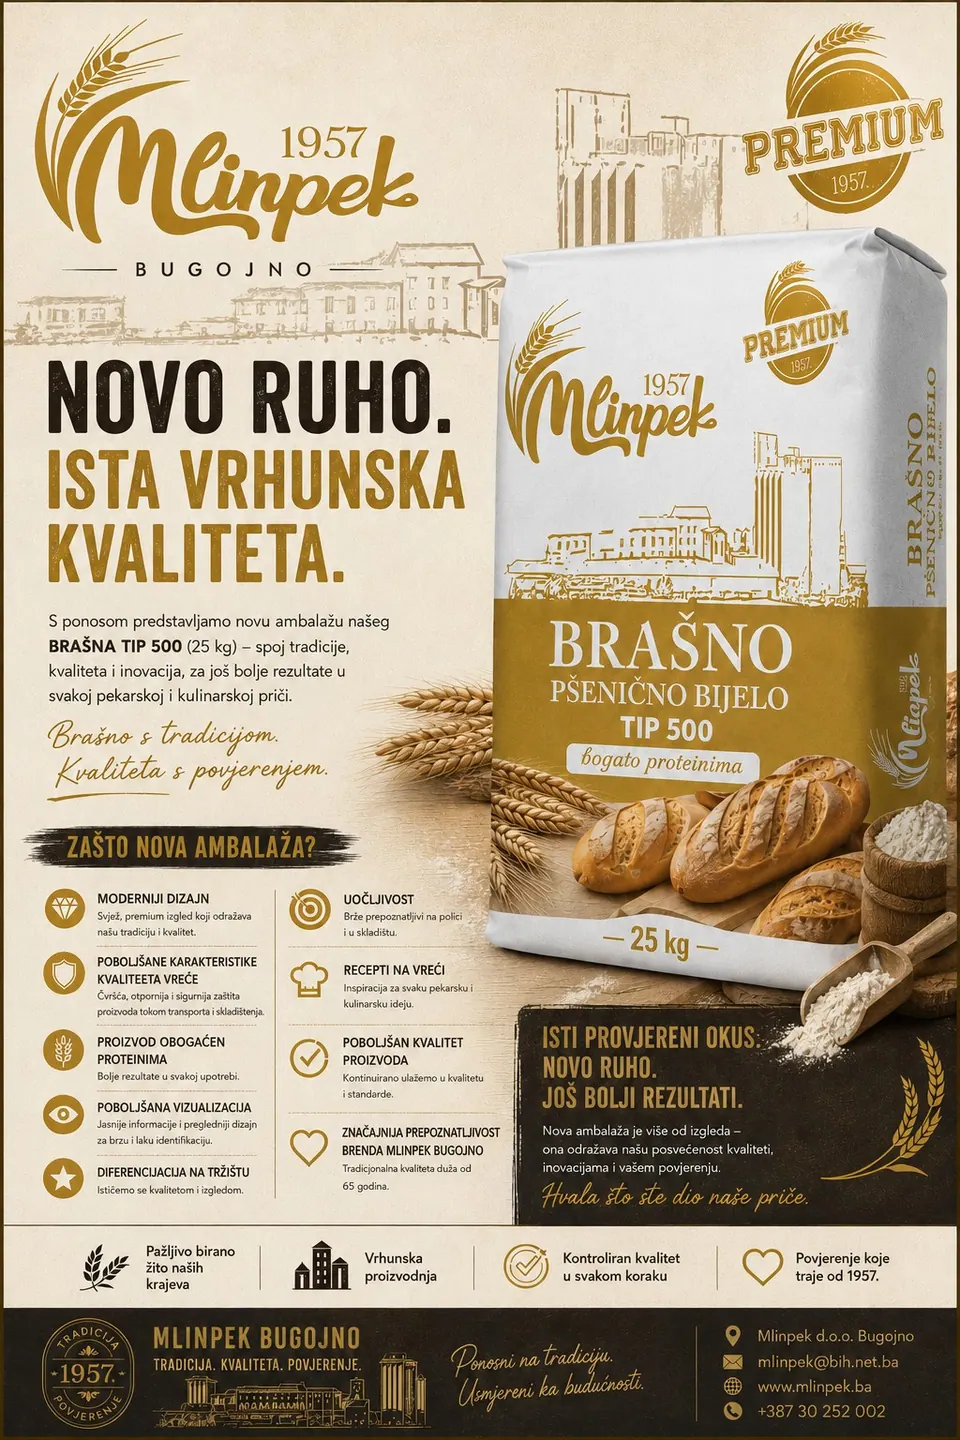 1957
Mlinpek
BUGOJNO
PREMIUM
1957.
NOVO RUHO.
ISTA VRHUNSKA
KVALITETA.
S ponosom predstavljamo novu ambalažu našeg
BRAŠNA TIP 500 (25 kg) – spoj tradicije,
kvaliteta i inovacija, za još bolje rezultate u
svakoj pekarskoj i kulinarskoj priči.
Brašno s tradicijom.
Kvaliteta s povjerenjem.
PREMIUM
1957.
1957
Mlinpek
BRAŠNO
PŠENIČNO BIJELO
TIP 500
bogato proteinima
25 kg
BRAŠNO
PŠENIČNO BIJELO
ZAŠTO NOVA AMBALAŽA?
MODERNIJI DIZAJN
Svjež, premium izgled koji odražava
našu tradiciju i kvalitet.
POBOLJŠANE KARAKTERISTIKE
KVALITEETA VREĆE
Čvršća, otpornija i sigurnija zaštita
proizvoda tokom transporta i skladištenja.
PROIZVOD OBOGAĆEN
PROTEINIMA
Bolje rezultate u svakoj upotrebi.
POBOLJŠANA VIZUALIZACIJA
Jasnije informacije i pregledniji dizajn
za brzu i laku identifikaciju.
DIFERENCIJACIJA NA TRŽIŠTU
Ističemo se kvalitetom i izgledom.
UOČLJIVOST
Brže prepoznatljivi na polici
i u skladištu.
RECEPTI NA VREĆI
Inspiracija za svaku pekarsku i
kulinarsku ideju.
POBOLJŠAN KVALITET
PROIZVODA
Kontinuirano ulažemo u kvalitetu
i standarde.
ZNAČAJNIJA PREPOZNATLJIVOST
BRENDA MLINPEK BUGOJNO
Tradicionalna kvaliteta duža od
65 godina.
ISTI PROVJERENI OKUS.
NOVO RUHO.
JOŠ BOLJI REZULTATI.
Nova ambalaža je više od izgleda –
ona odražava našu posvećenost kvaliteti,
inovacijama i vašem povjerenju.
Hvala što ste dio naše priče.
Pažljivo birano
žito naših
krajeva
Vrhunska
proizvodnja
Kontroliran kvalitet
u svakom koraku
Povjerenje koje
traje od 1957.
TRADICIJA
1957.
POVJERENJE
MLINPEK BUGOJNO
TRADICIJA. KVALITETA. POVJERENJE.
Ponosni na tradiciju.
Usmjereni ka budućnosti.
Mlinpek d.o.o. Bugojno
mlinpek@bih.net.ba
www.mlinpek.ba
+387 30 252 002